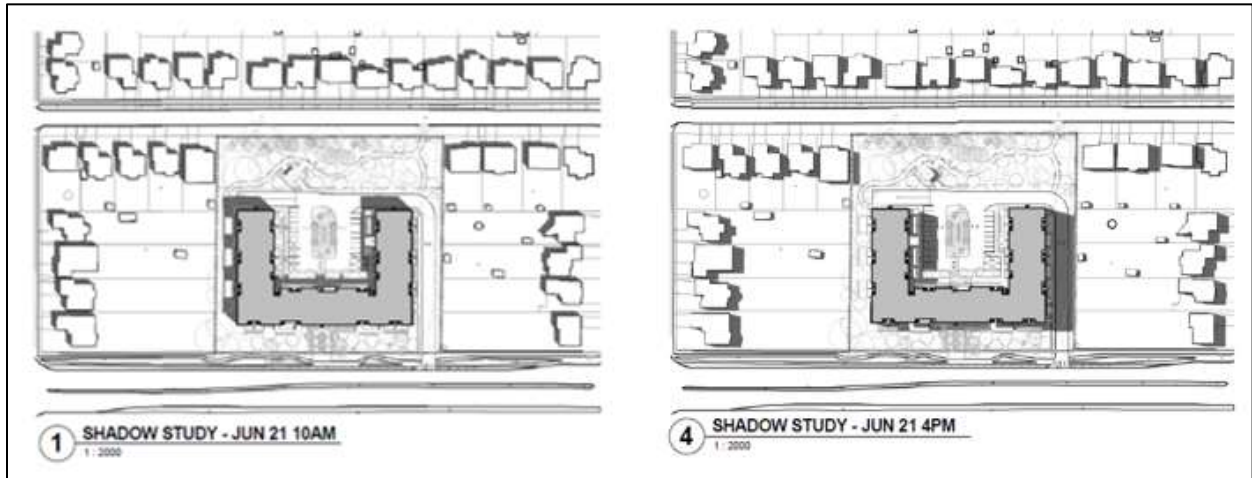 1 SHADOW STUDY - JUN 21 10AM
1 : 2000
4 SHADOW STUDY - JUN 21 4PM
1 : 2000